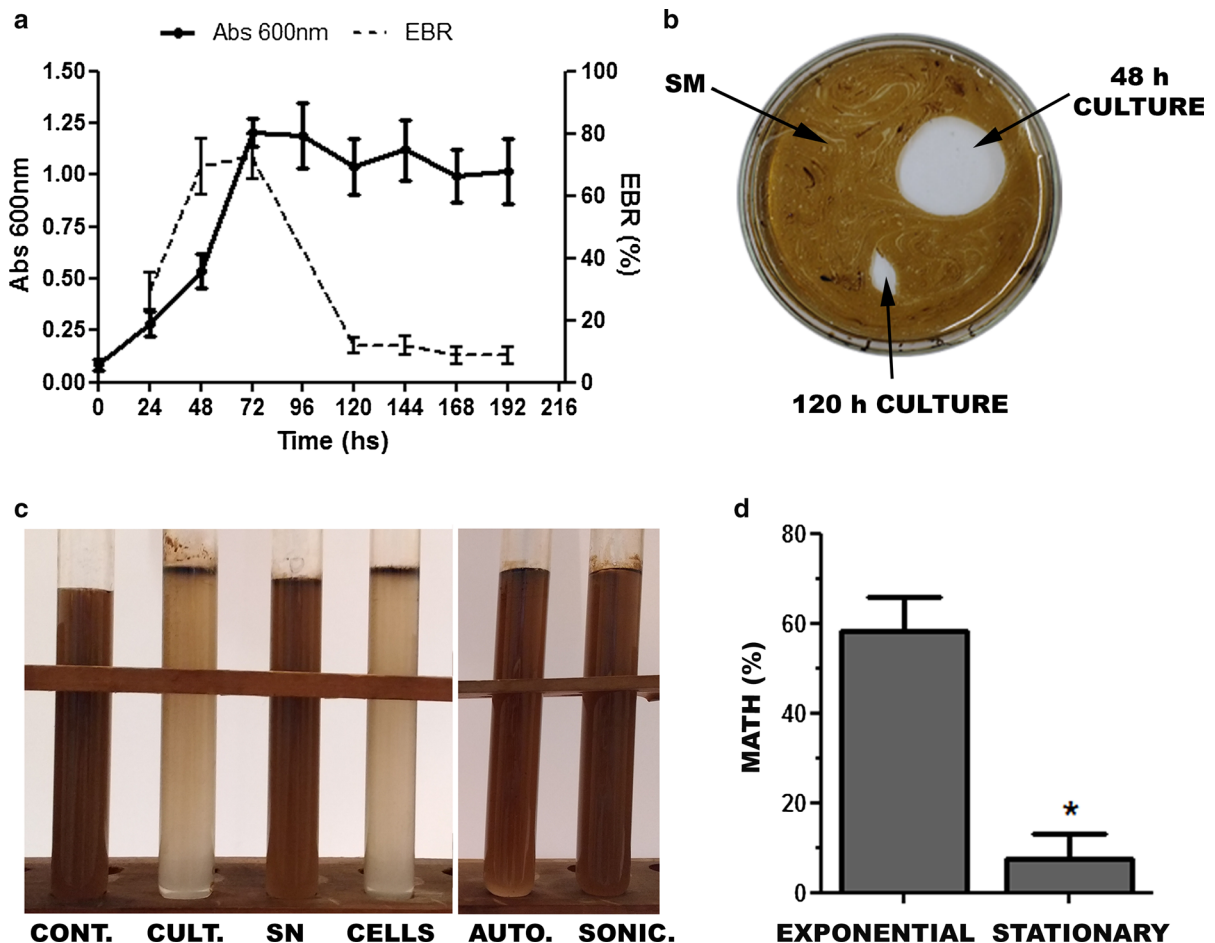 a
Abs 600nm EBR
1.50
1.25
1.00
0.75
0.50
0.25
0.00
Abs 600nm
100
80
60
40
20
0
EBR (%)
0 24 48 72 96 120 144 168 192 216
Time (hs)
b
SM
48 h
CULTURE
120 h CULTURE
c
CONT. CULT. SN CELLS AUTO. SONIC.
d
80
60
40
20
0
MATH (%)
*
EXPONENTIAL STATIONARY